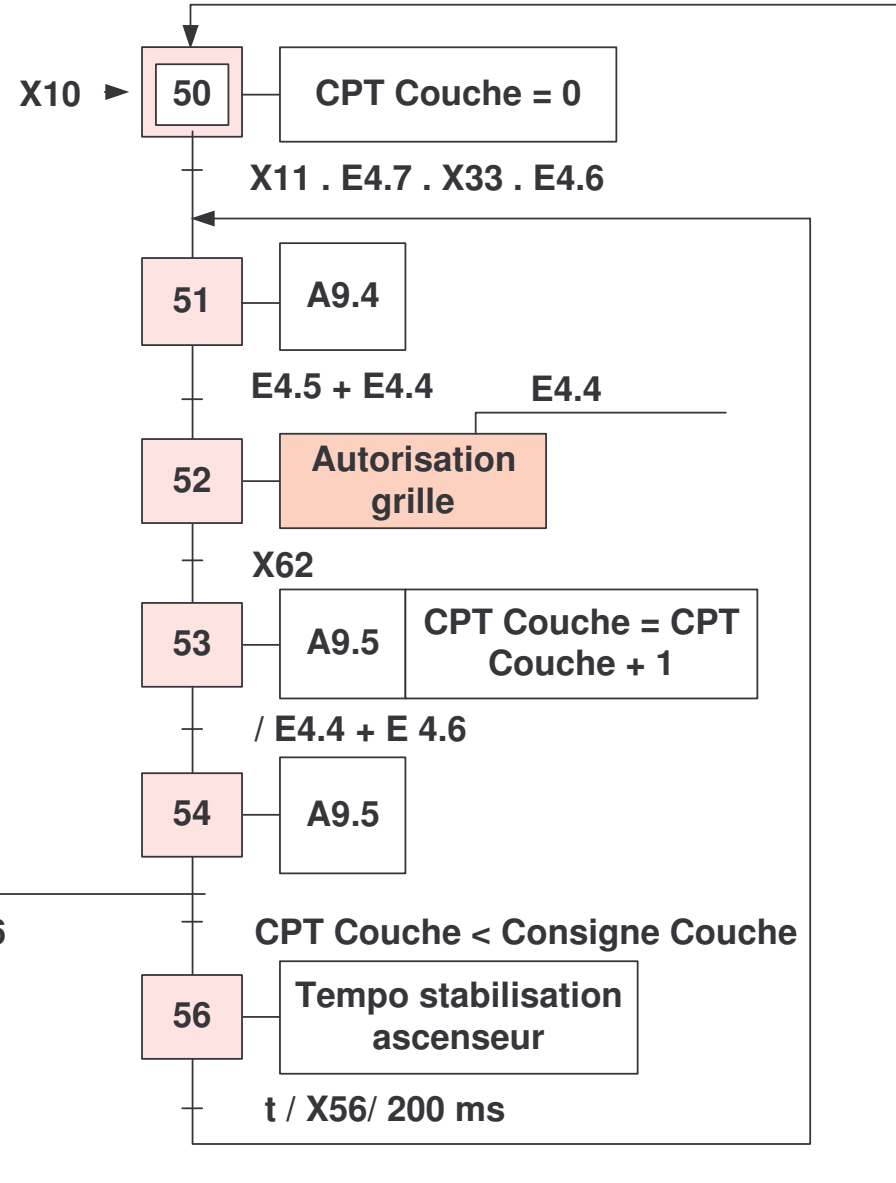 X10
50
CPT Couche = 0
X11 . E4.7 . X33 . E4.6
51
A9.4
E4.5 + E4.4
E4.4
52
Autorisation
grille
X62
53
A9.5
CPT Couche = CPT
Couche + 1
/ E4.4 + E 4.6
54
A9.5
6
CPT Couche < Consigne Couche
56
Tempo stabilisation
ascenseur
t / X56/ 200 ms